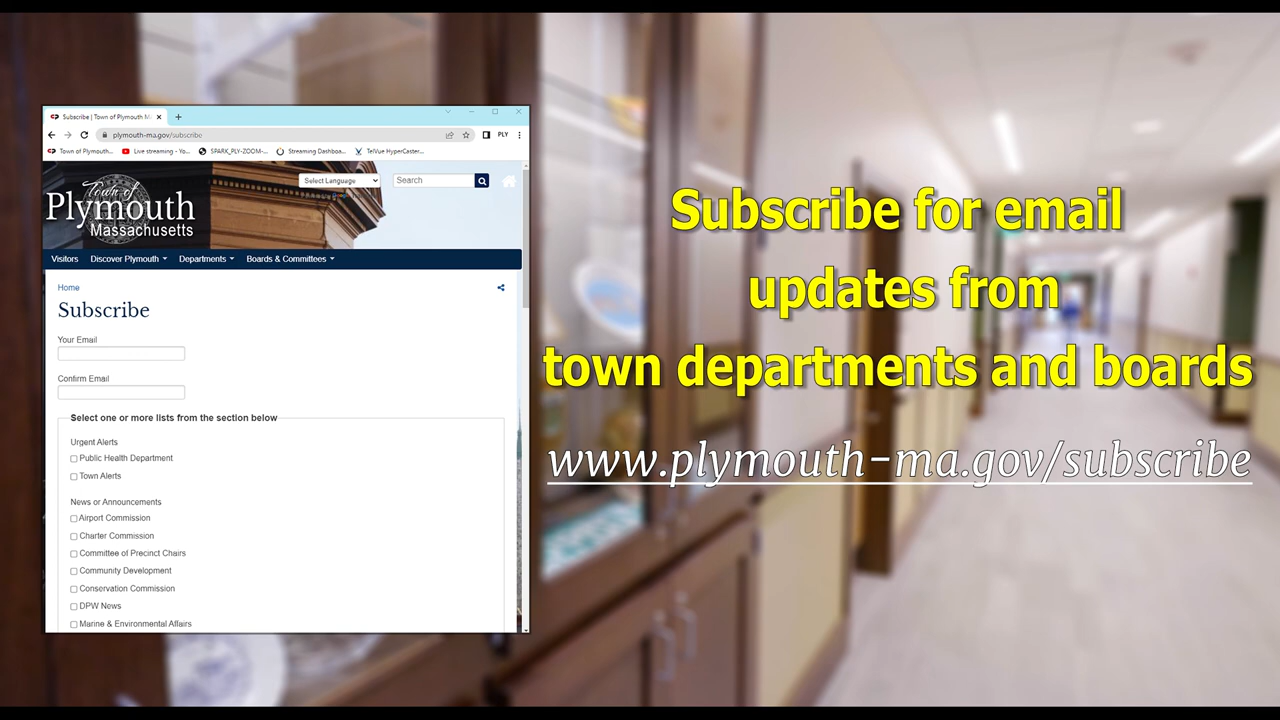 Subscribe | Town of Plymouth M
plymouth-ma.gov/subscribe
PLY
Town of Plymouth...
Live streaming - Yo...
SPARK_PLY-ZOOM-...
Streaming Dashboa...
TelVue HyperCaster...
Select Language
Search
Town of
Plymouth
Massachusetts
Visitors
Discover Plymouth
Departments
Boards & Committees
Home
Subscribe
Your Email
Confirm Email
Select one or more lists from the section below
Urgent Alerts
Public Health Department
Town Alerts
News or Announcements
Airport Commission
Charter Commission
Committee of Precinct Chairs
Community Development
Conservation Commission
DPW News
Marine & Environmental Affairs
Subscribe for email
updates from
town departments and boards
www.plymouth-ma.gov/subscribe